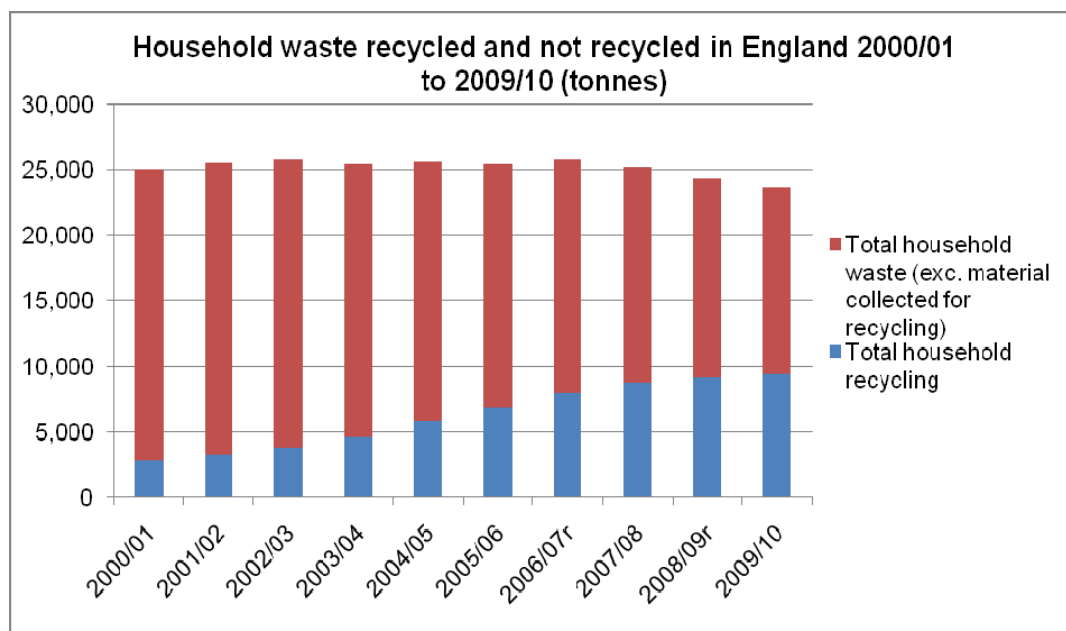 Household waste recycled and not recycled in England 2000/01
to 2009/10 (tonnes)
30,000
25,000
20,000
15,000
10,000
5,000
0
2000/01
2001/02
2002/03
2003/04
2004/05
2005/06
2006/07r
2007/08
2008/09r
2009/10
Total household
waste (exc. material
collected for
recycling)
Total household
recycling